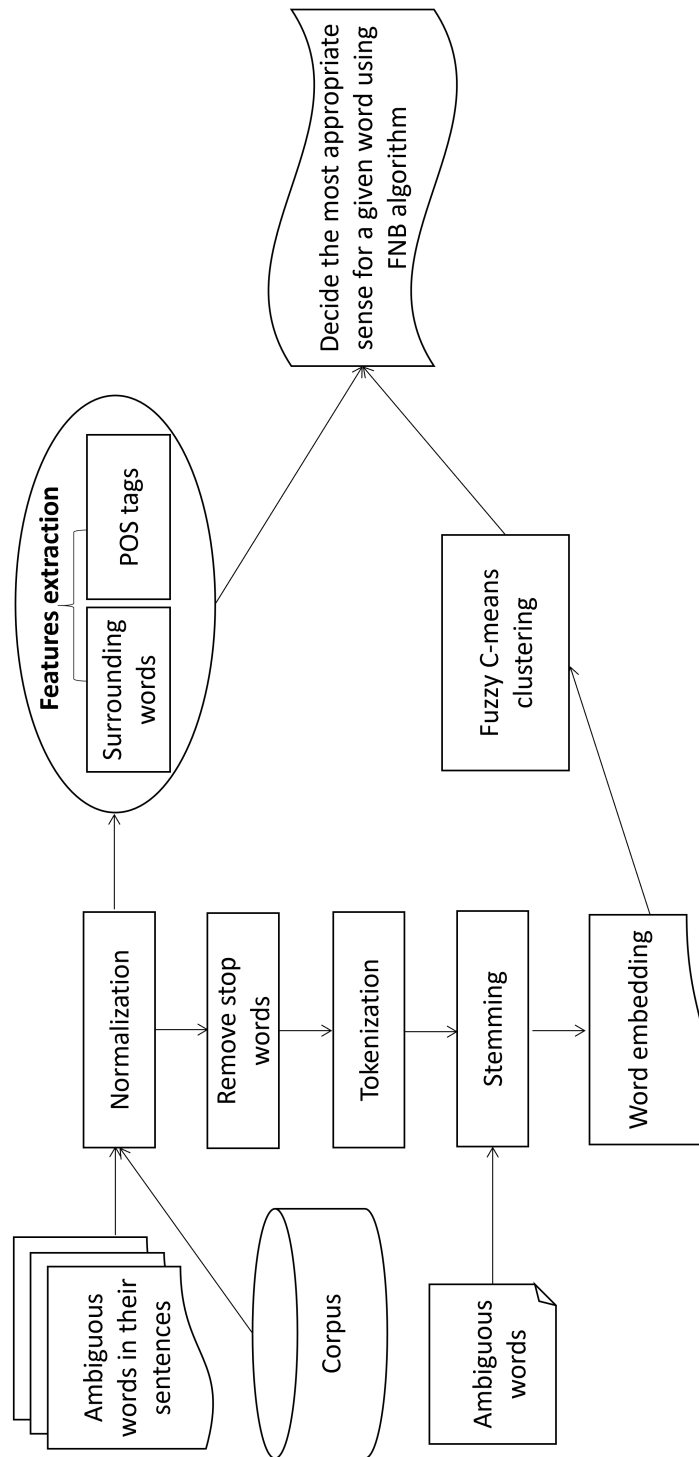 Ambiguous
words in their
sentences
Corpus
Ambiguous
words
Normalization
Remove stop
words
Tokenization
Stemming
Word embedding
Features extraction
Surrounding
words
POS tags
Fuzzy C-means
clustering
Decide the most appropriate
sense for a given word using
FNB algorithm